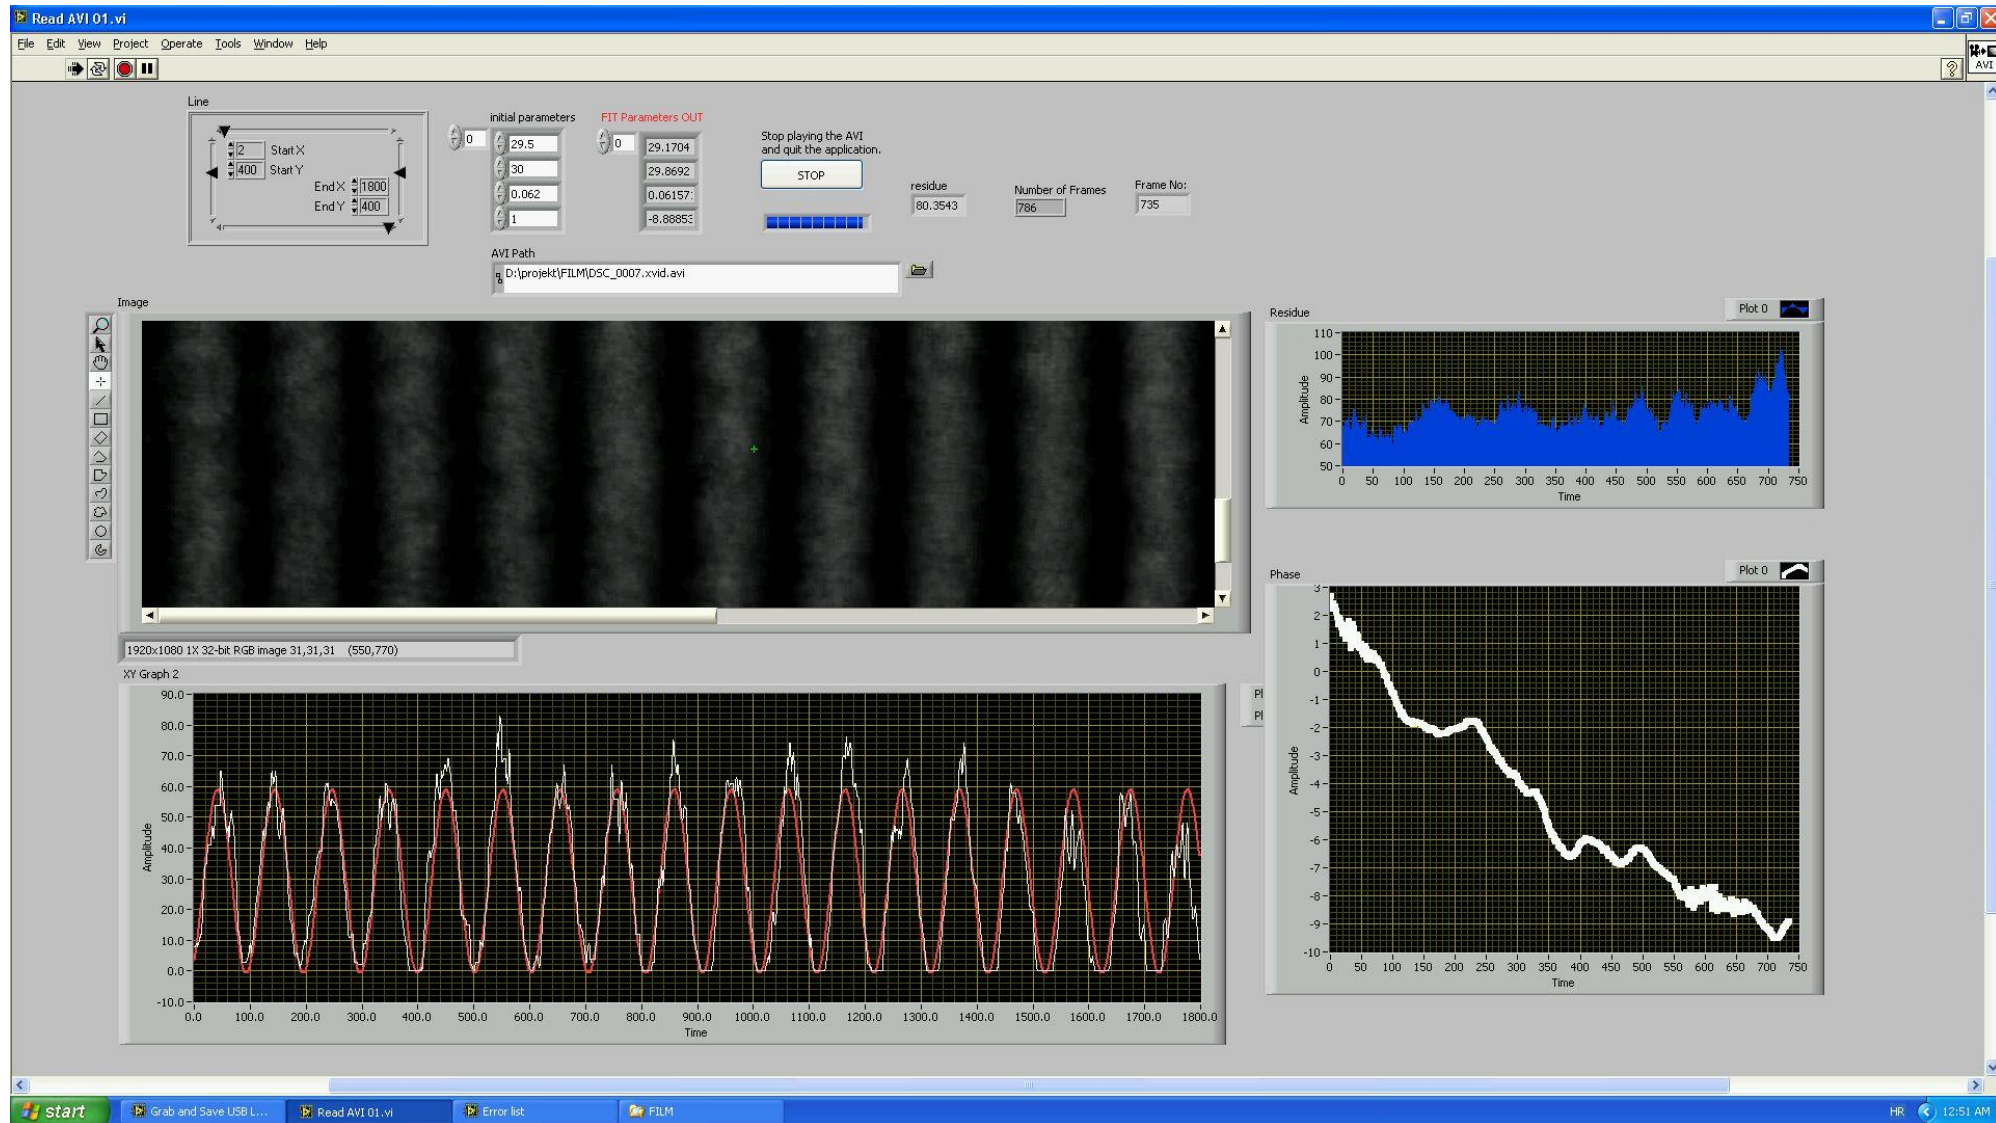 Read AVI 01.vi
File Edit View Project Operate Tools Window Help
AVI
Line
2 Start X
400 Start Y
End X 1800
End Y 400
initial parameters
0
29.5
30
0.062
1
FIT Parameters OUT
0
29.1704
29.8692
0.06157
-8.8885
Stop playing the AVI
and quit the application.
STOP
residue
80.3543
Number of Frames
786
Frame No:
735
AVI Path
D:\projekt\FILM\DSC_0007.xvid.avi
Image
1920x1080 1X 32-bit RGB image 31,31,31 (550,770)
Residue
Plot 0
110
100
90
80
70
60
50
Amplitude
0 50 100 150 200 250 300 350 400 450 500 550 600 650 700 750
Time
XY Graph 2
Pl
Pl
90.0
80.0
70.0
60.0
50.0
40.0
30.0
20.0
10.0
0.0
-10.0
Amplitude
0.0 100.0 200.0 300.0 400.0 500.0 600.0 700.0 800.0 900.0 1000.0 1100.0 1200.0 1300.0 1400.0 1500.0 1600.0 1700.0 1800.0
Time
Phase
Plot 0
3
2
1
0
-1
-2
-3
-4
-5
-6
-7
-8
-9
-10
Amplitude
0 50 100 150 200 250 300 350 400 450 500 550 600 650 700 750
Time
start
Grab and Save USB L...
Read AVI 01.vi
Error list
FILM
HR
12:51 AM